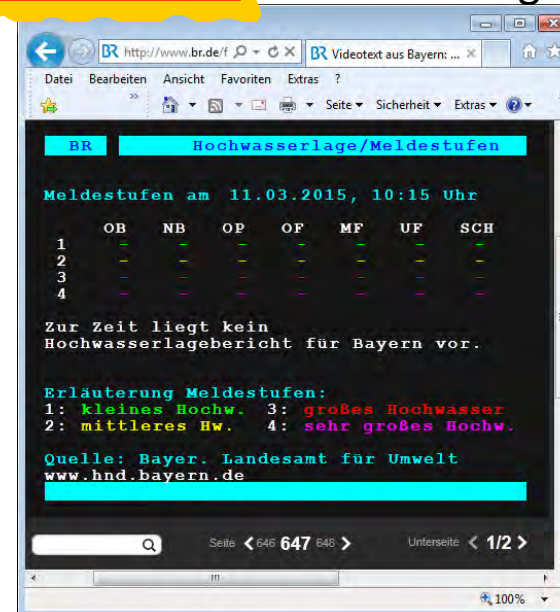 BR http://www.br.de/f
BR Videotext aus Bayern: ...
Datei Bearbeiten Ansicht Favoriten Extras ?
Seite Sicherheit Extras
BR Hochwasserlage/Meldestufen
Meldestufen am 11.03.2015, 10:15 Uhr
OB NB OP OF MF UF SCH
1 - - - - - - -
2 - - - - - - -
3 - - - - - - -
4 - - - - - - -
Zur Zeit liegt kein
Hochwasserlagebericht für Bayern vor.
Erläuterung Meldestufen:
1: kleines Hochw. 3: großes Hochwasser
2: mittleres Hw. 4: sehr großes Hochw.
Quelle: Bayer. Landesamt für Umwelt
www.hnd.bayern.de
Seite 646 647 648 Unterseite 1/2
100%